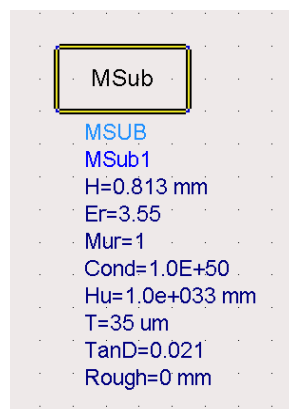 MSub
MSUB
MSub1
H=0.813 mm
Er=3.55
Mur=1
Cond=1.0E+50
Hu=1.0e+033 mm
T=35 um
TanD=0.021
Rough=0 mm